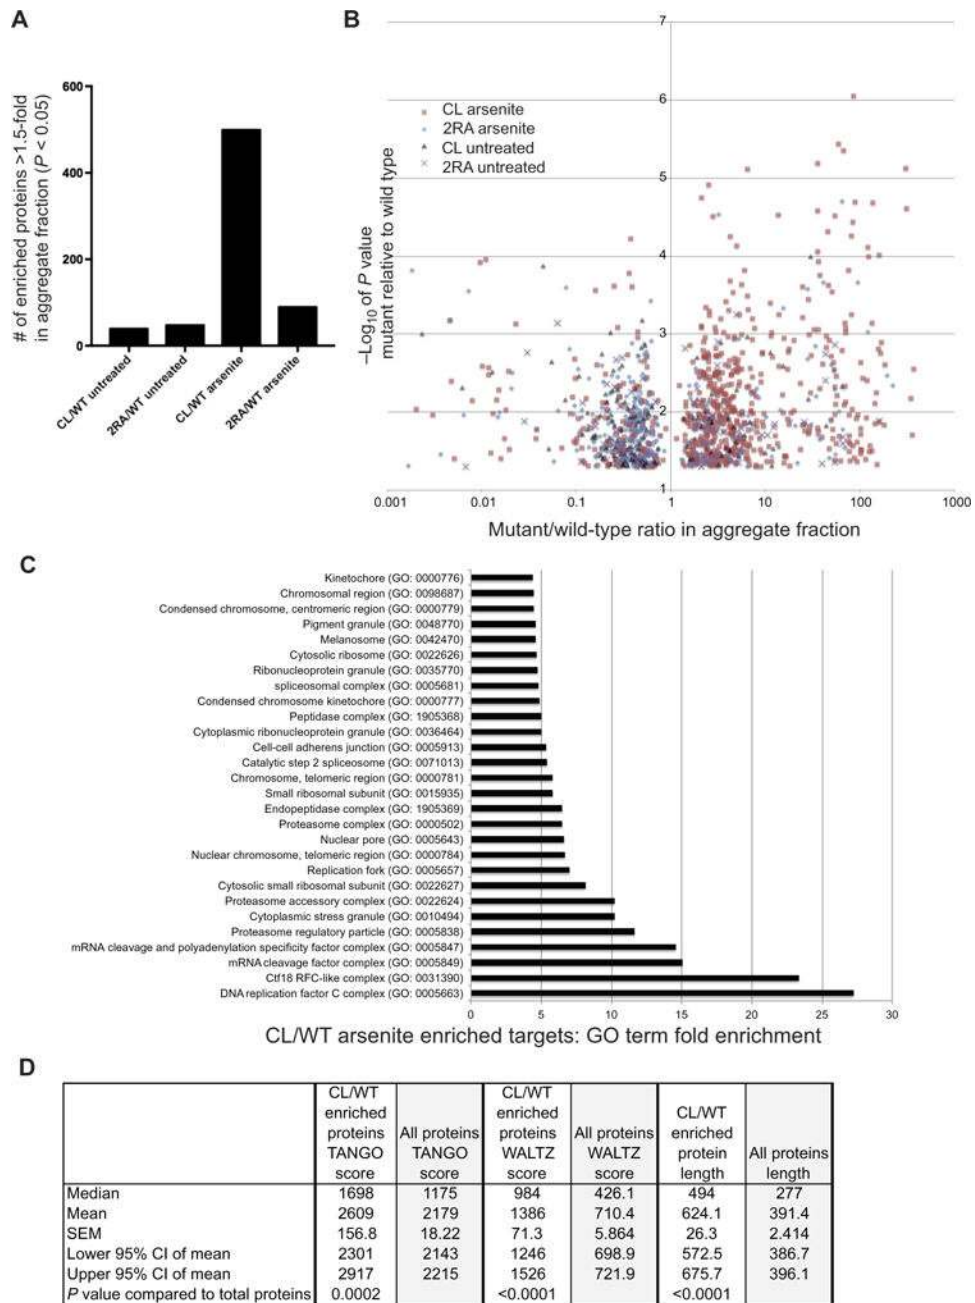 A
# of enriched proteins >1.5-fold
in aggregate fraction (P < 0.05)
600
400
200
0
CL/WT untreated
2RA/WT untreated
CL/WT arsenite
2RA/WT arsenite
B
–Log10 of P value
mutant relative to wild type
7
6
5
4
3
2
1
CL arsenite
2RA arsenite
CL untreated
2RA untreated
0.001
0.01
0.1
1
10
100
1000
Mutant/wild-type ratio in aggregate fraction
C
Kinetochore (GO: 0000776)
Chromosomal region (GO: 0098687)
Condensed chromosome, centromeric region (GO: 0000779)
Pigment granule (GO: 0048770)
Melanosome (GO: 0042470)
Cytosolic ribosome (GO: 0022626)
Ribonucleoprotein granule (GO: 0035770)
spliceosomal complex (GO: 0005681)
Condensed chromosome kinetochore (GO: 0000777)
Peptidase complex (GO: 1905368)
Cytoplasmic ribonucleoprotein granule (GO: 0036464)
Cell-cell adherens junction (GO: 0005913)
Catalytic step 2 spliceosome (GO: 0071013)
Chromosome, telomeric region (GO: 0000781)
Small ribosomal subunit (GO: 0015935)
Endopeptidase complex (GO: 1905369)
Proteasome complex (GO: 0000502)
Nuclear pore (GO: 0005643)
Nuclear chromosome, telomeric region (GO: 0000784)
Replication fork (GO: 0005657)
Cytosolic small ribosomal subunit (GO: 0022627)
Proteasome accessory complex (GO: 0022624)
Cytoplasmic stress granule (GO: 0010494)
Proteasome regulatory particle (GO: 0005838)
mRNA cleavage and polyadenylation specificity factor complex (GO: 0005847)
mRNA cleavage factor complex (GO: 0005849)
Ctf18 RFC-like complex (GO: 0031390)
DNA replication factor C complex (GO: 0005663)
0 5 10 15 20 25 30
CL/WT arsenite enriched targets: GO term fold enrichment
D
CL/WT enriched proteins TANGO score
All proteins TANGO score
CL/WT enriched proteins WALTZ score
All proteins WALTZ score
CL/WT enriched protein length
All proteins length
Median 1698 1175 984 426.1 494 277
Mean 2609 2179 1386 710.4 624.1 391.4
SEM 156.8 18.22 71.3 5.864 26.3 2.414
Lower 95% CI of mean 2301 2143 1246 698.9 572.5 386.7
Upper 95% CI of mean 2917 2215 1526 721.9 675.7 396.1
P value compared to total proteins 0.0002 <0.0001 <0.0001